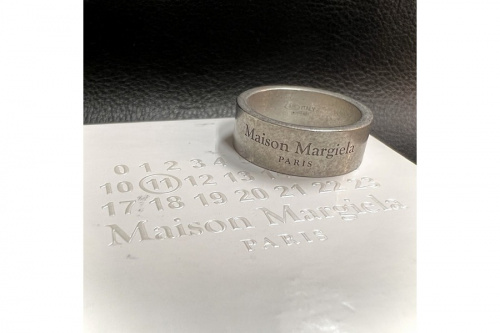 Maison Margiela
PARIS
0 1 2 3 4
10 11 12 13
17 18 19 20 21 22 23
Maison Margiela
PARIS